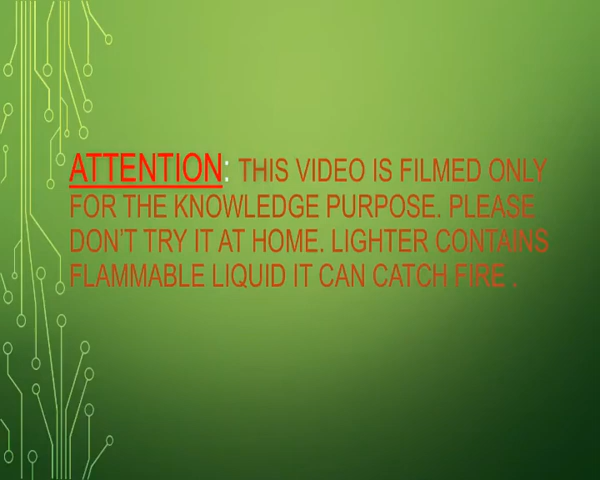 ATTENTION: THIS VIDEO IS FILMED ONLY
FOR THE KNOWLEDGE PURPOSE. PLEASE
DON'T TRY IT AT HOME. LIGHTER CONTAINS
FLAMMABLE LIQUID IT CAN CATCH FIRE .